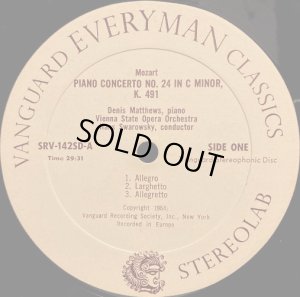 VANGUARD EVERYMAN CLASSICS
Mozart
PIANO CONCERTO NO. 24 IN C MINOR,
K. 491
Denis Matthews, piano
Vienna State Opera Orchestra
Swarowsky, conductor
SRV-142SD-A
SIDE ONE
Time 29:31
Stereophonic Disc
SOLD OUT
1. Allegro
2. Larghetto
3. Allegretto
Copyright 1964,
Vanguard Recording Society, Inc., New York.
Recorded in Europe
STEREOLAB